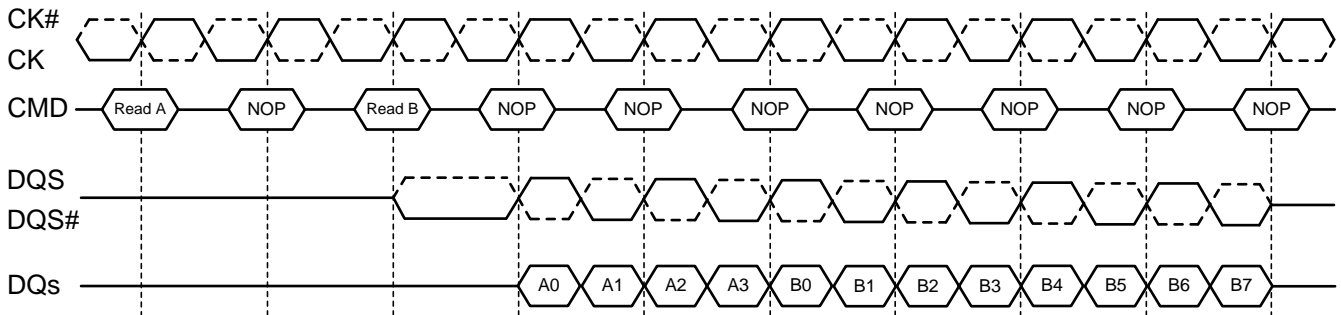 CK#
CK
CMD Read A NOP Read B NOP NOP NOP NOP NOP NOP NOP
DQS
DQS#
DQs A0 A1 A2 A3 B0 B1 B2 B3 B4 B5 B6 B7